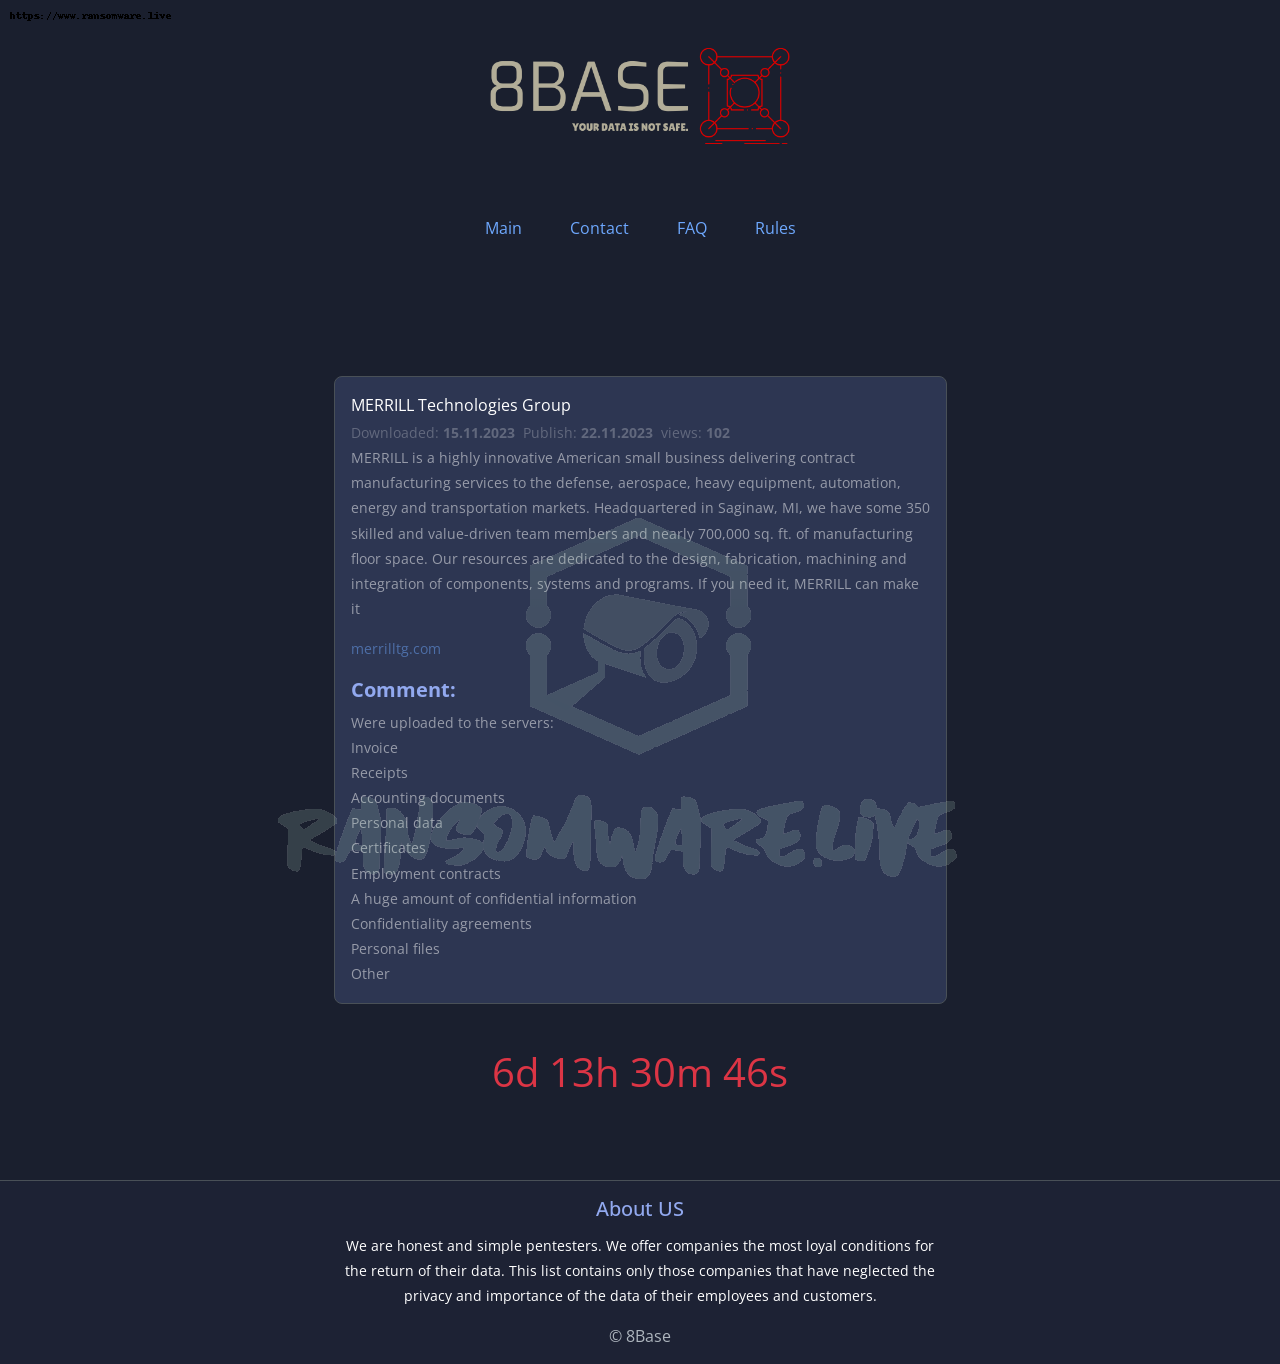 https://www.ransomware.live
8BASE
YOUR DATA IS NOT SAFE.
Main Contact FAQ Rules
MERRILL Technologies Group
Downloaded: 15.11.2023 Publish: 22.11.2023 views: 102
MERRILL is a highly innovative American small business delivering contract
manufacturing services to the defense, aerospace, heavy equipment, automation,
energy and transportation markets. Headquartered in Saginaw, MI, we have some 350
skilled and value-driven team members and nearly 700,000 sq. ft. of manufacturing
floor space. Our resources are dedicated to the design, fabrication, machining and
integration of components, systems and programs. If you need it, MERRILL can make
it
merrilltg.com
Comment:
Were uploaded to the servers:
Invoice
Receipts
Accounting documents
Personal data
RANSOMWARE.LIVE
Certificates
Employment contracts
A huge amount of confidential information
Confidentiality agreements
Personal files
Other
6d 13h 30m 46s
About US
We are honest and simple pentesters. We offer companies the most loyal conditions for
the return of their data. This list contains only those companies that have neglected the
privacy and importance of the data of their employees and customers.
© 8Base